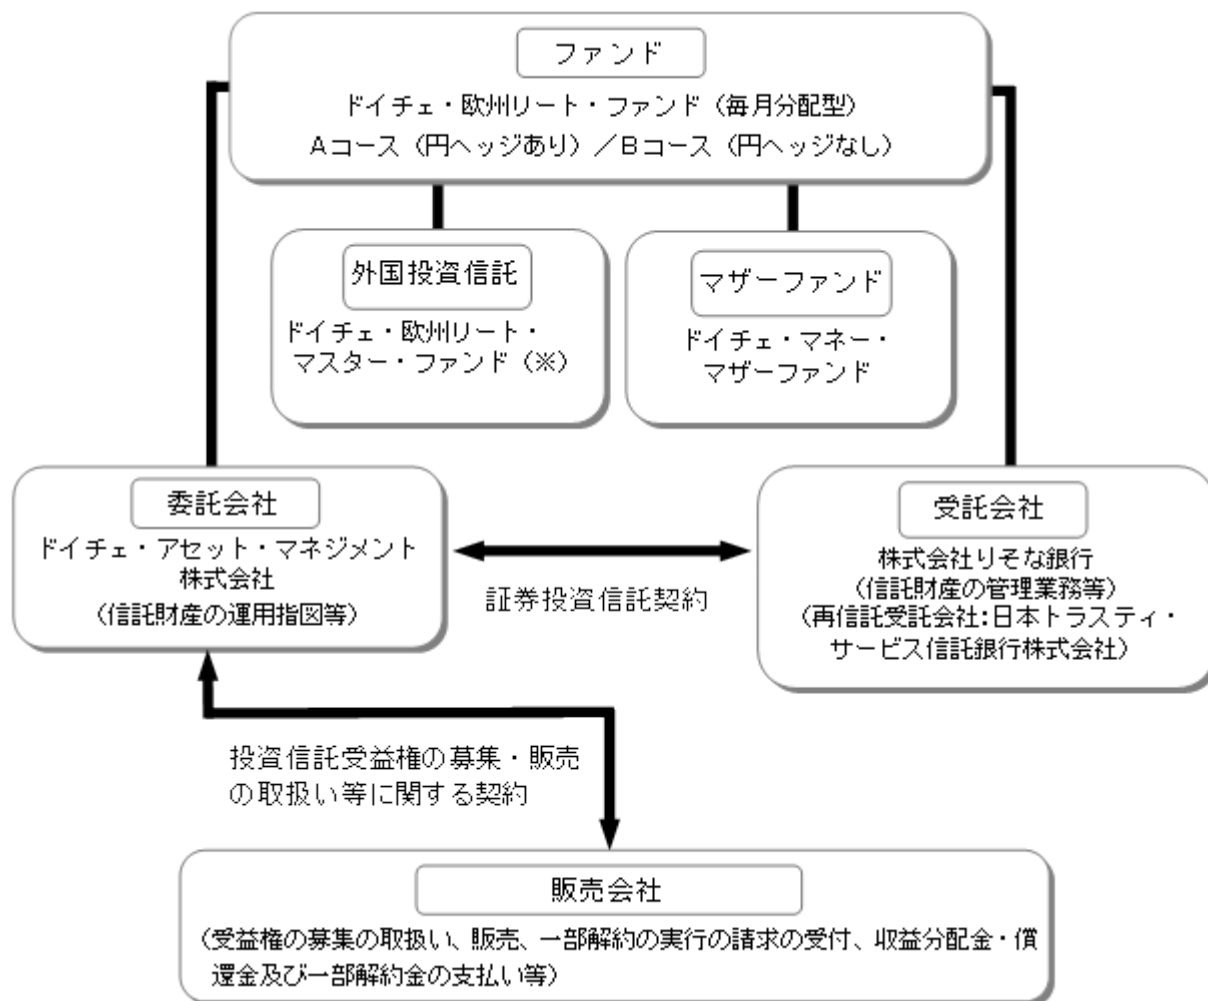 ファンド
ドイチェ・欧州リート・ファンド（毎月分配型）
Aコース（円ヘッジあり）／Bコース（円ヘッジなし）
外国投資信託
ドイチェ・欧州リート・
マスター・ファンド（※）
マザーファンド
ドイチェ・マネー・
マザーファンド
委託会社
ドイチェ・アセット・マネジメント
株式会社
（信託財産の運用指図等）
証券投資信託契約
受託会社
株式会社りそな銀行
（信託財産の管理業務等）
（再信託受託会社：日本トラスティ・
サービス信託銀行株式会社）
投資信託受益権の募集・販売
の取扱い等に関する契約
販売会社
（受益権の募集の取扱い、販売、一部解約の実行の請求の受付、収益分配金・償
還金及び一部解約金の支払い等）